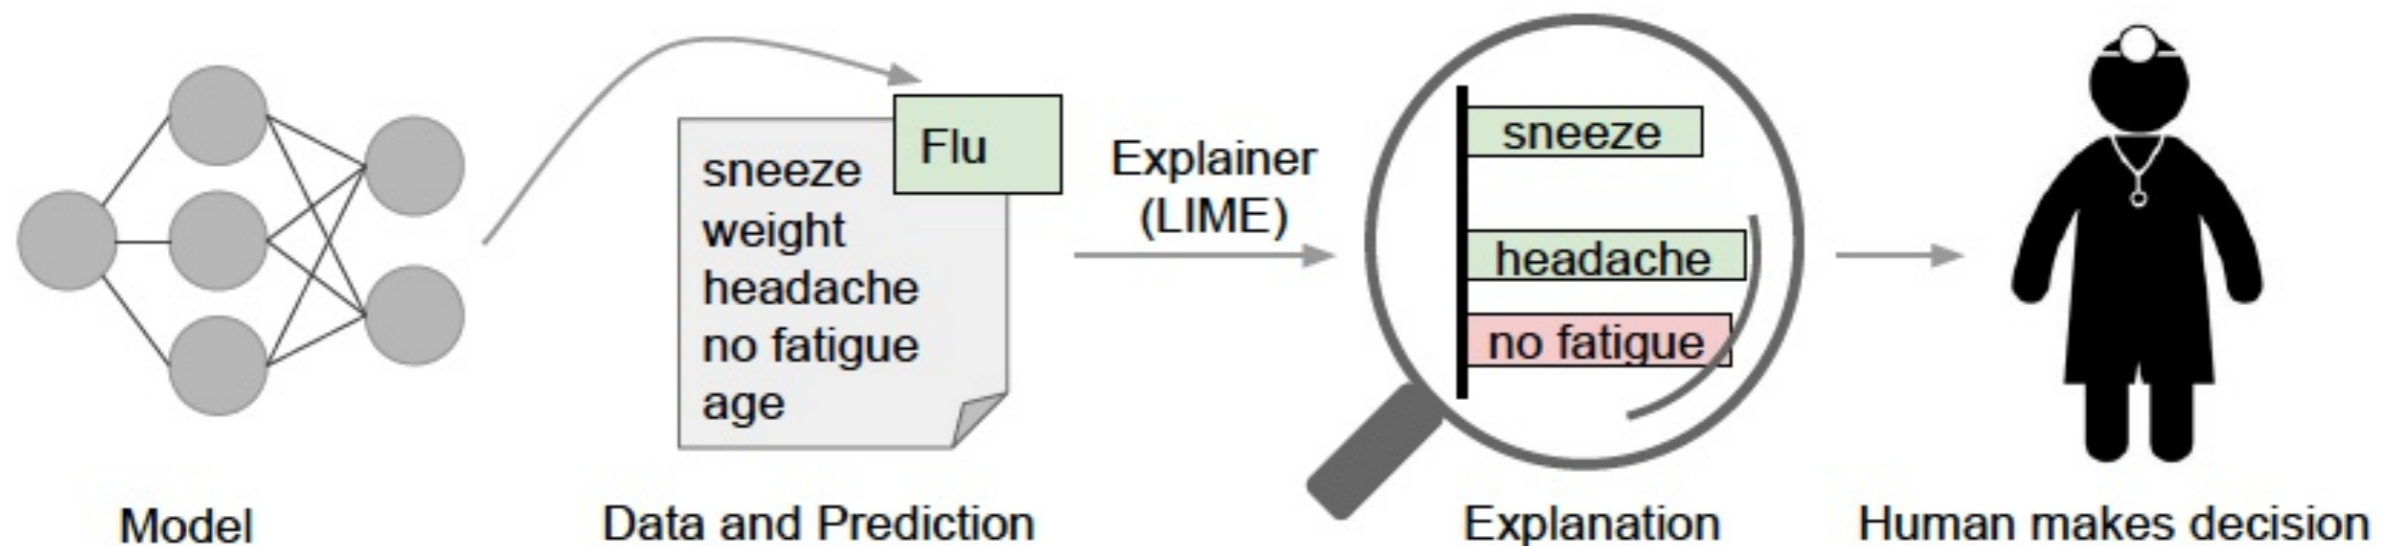 Flu
sneeze
weight
headache
no fatigue
age
Explainer
(LIME)
sneeze
headache
no fatigue
Model
Data and Prediction
Explanation
Human makes decision